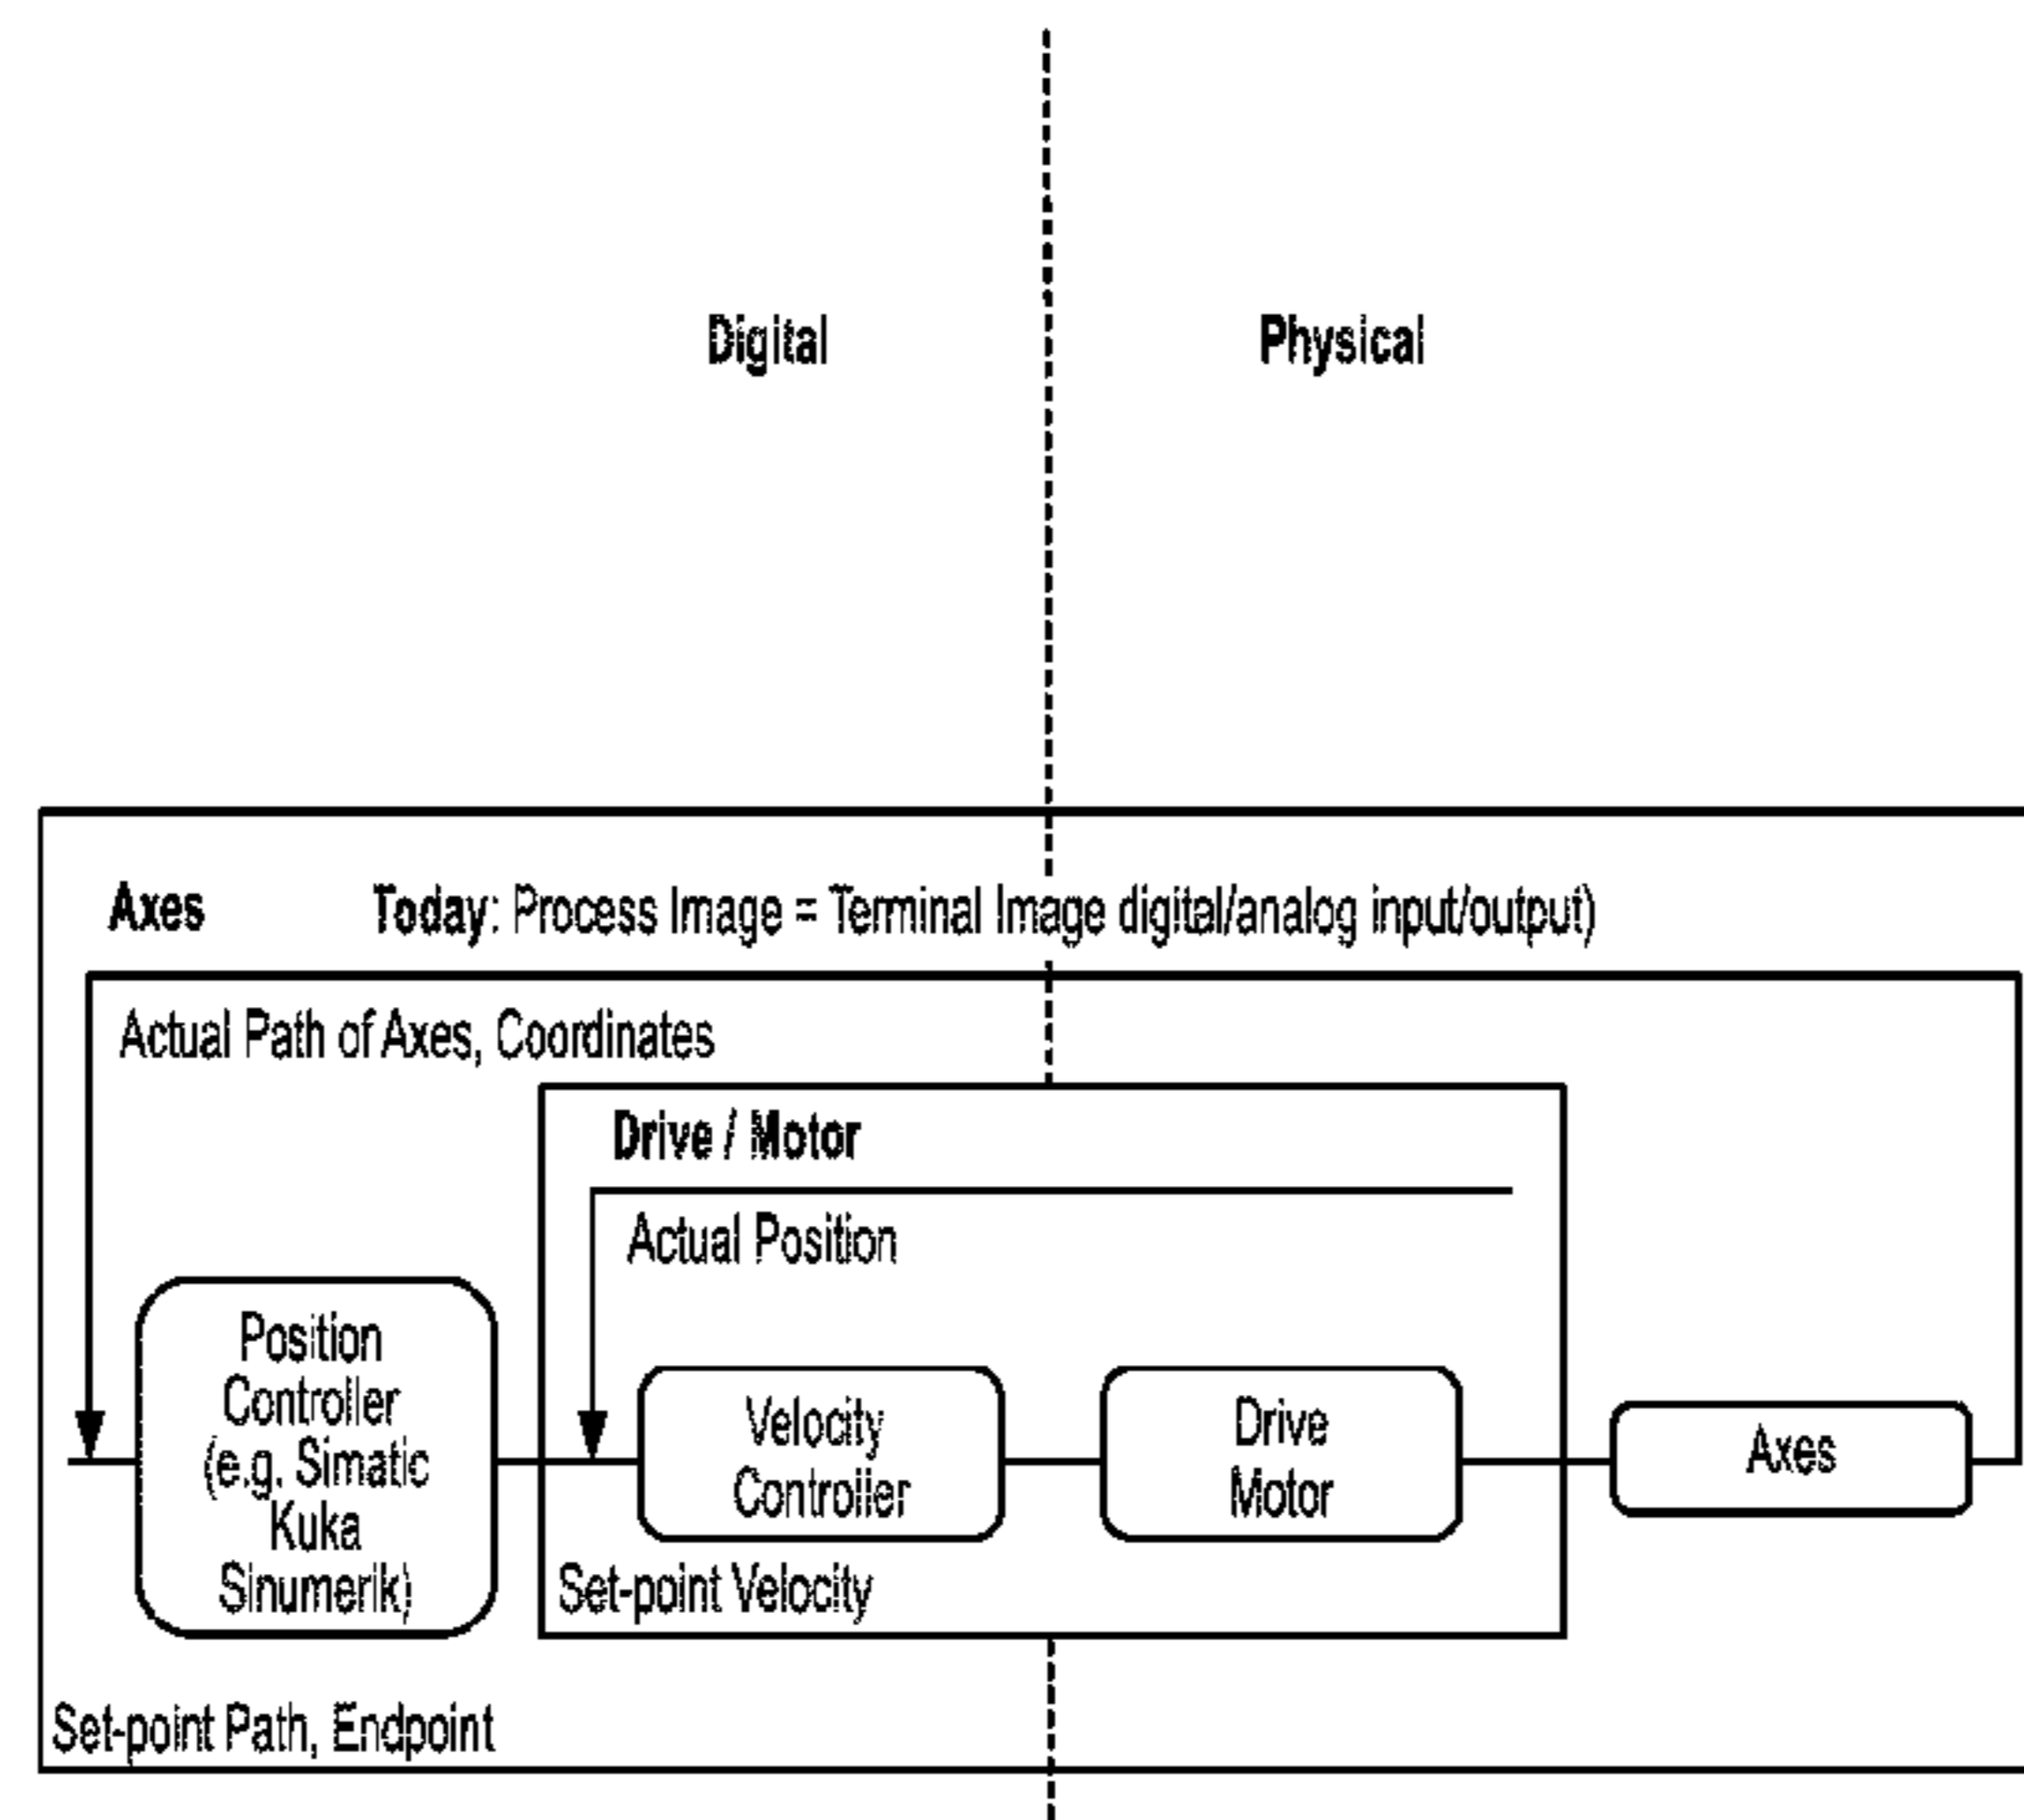 Digital
Physical
Axes
Today: Process Image = Terminal Image digital/analog input/output)
Actual Path of Axes, Coordinates
Drive / Motor
Actual Position
Position
Controller
(e.g. Simatic
Kuka
Sinumerik)
Velocity
Controller
Drive
Motor
Axes
Set-point Velocity
Set-point Path, Endpoint